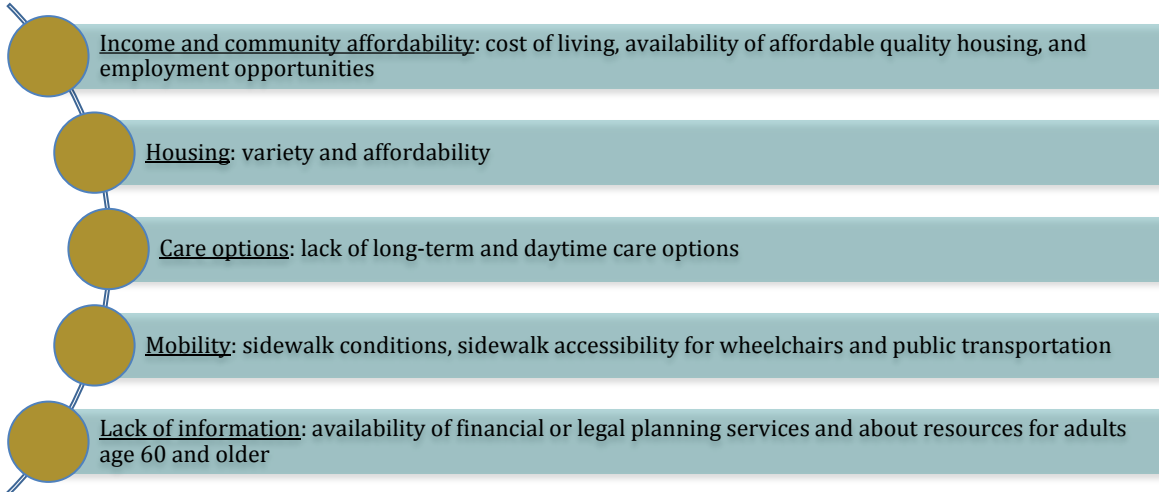 Income and community affordability: cost of living, availability of affordable quality housing, and
employment opportunities
Housing: variety and affordability
Care options: lack of long-term and daytime care options
Mobility: sidewalk conditions, sidewalk accessibility for wheelchairs and public transportation
Lack of information: availability of financial or legal planning services and about resources for adults
age 60 and older